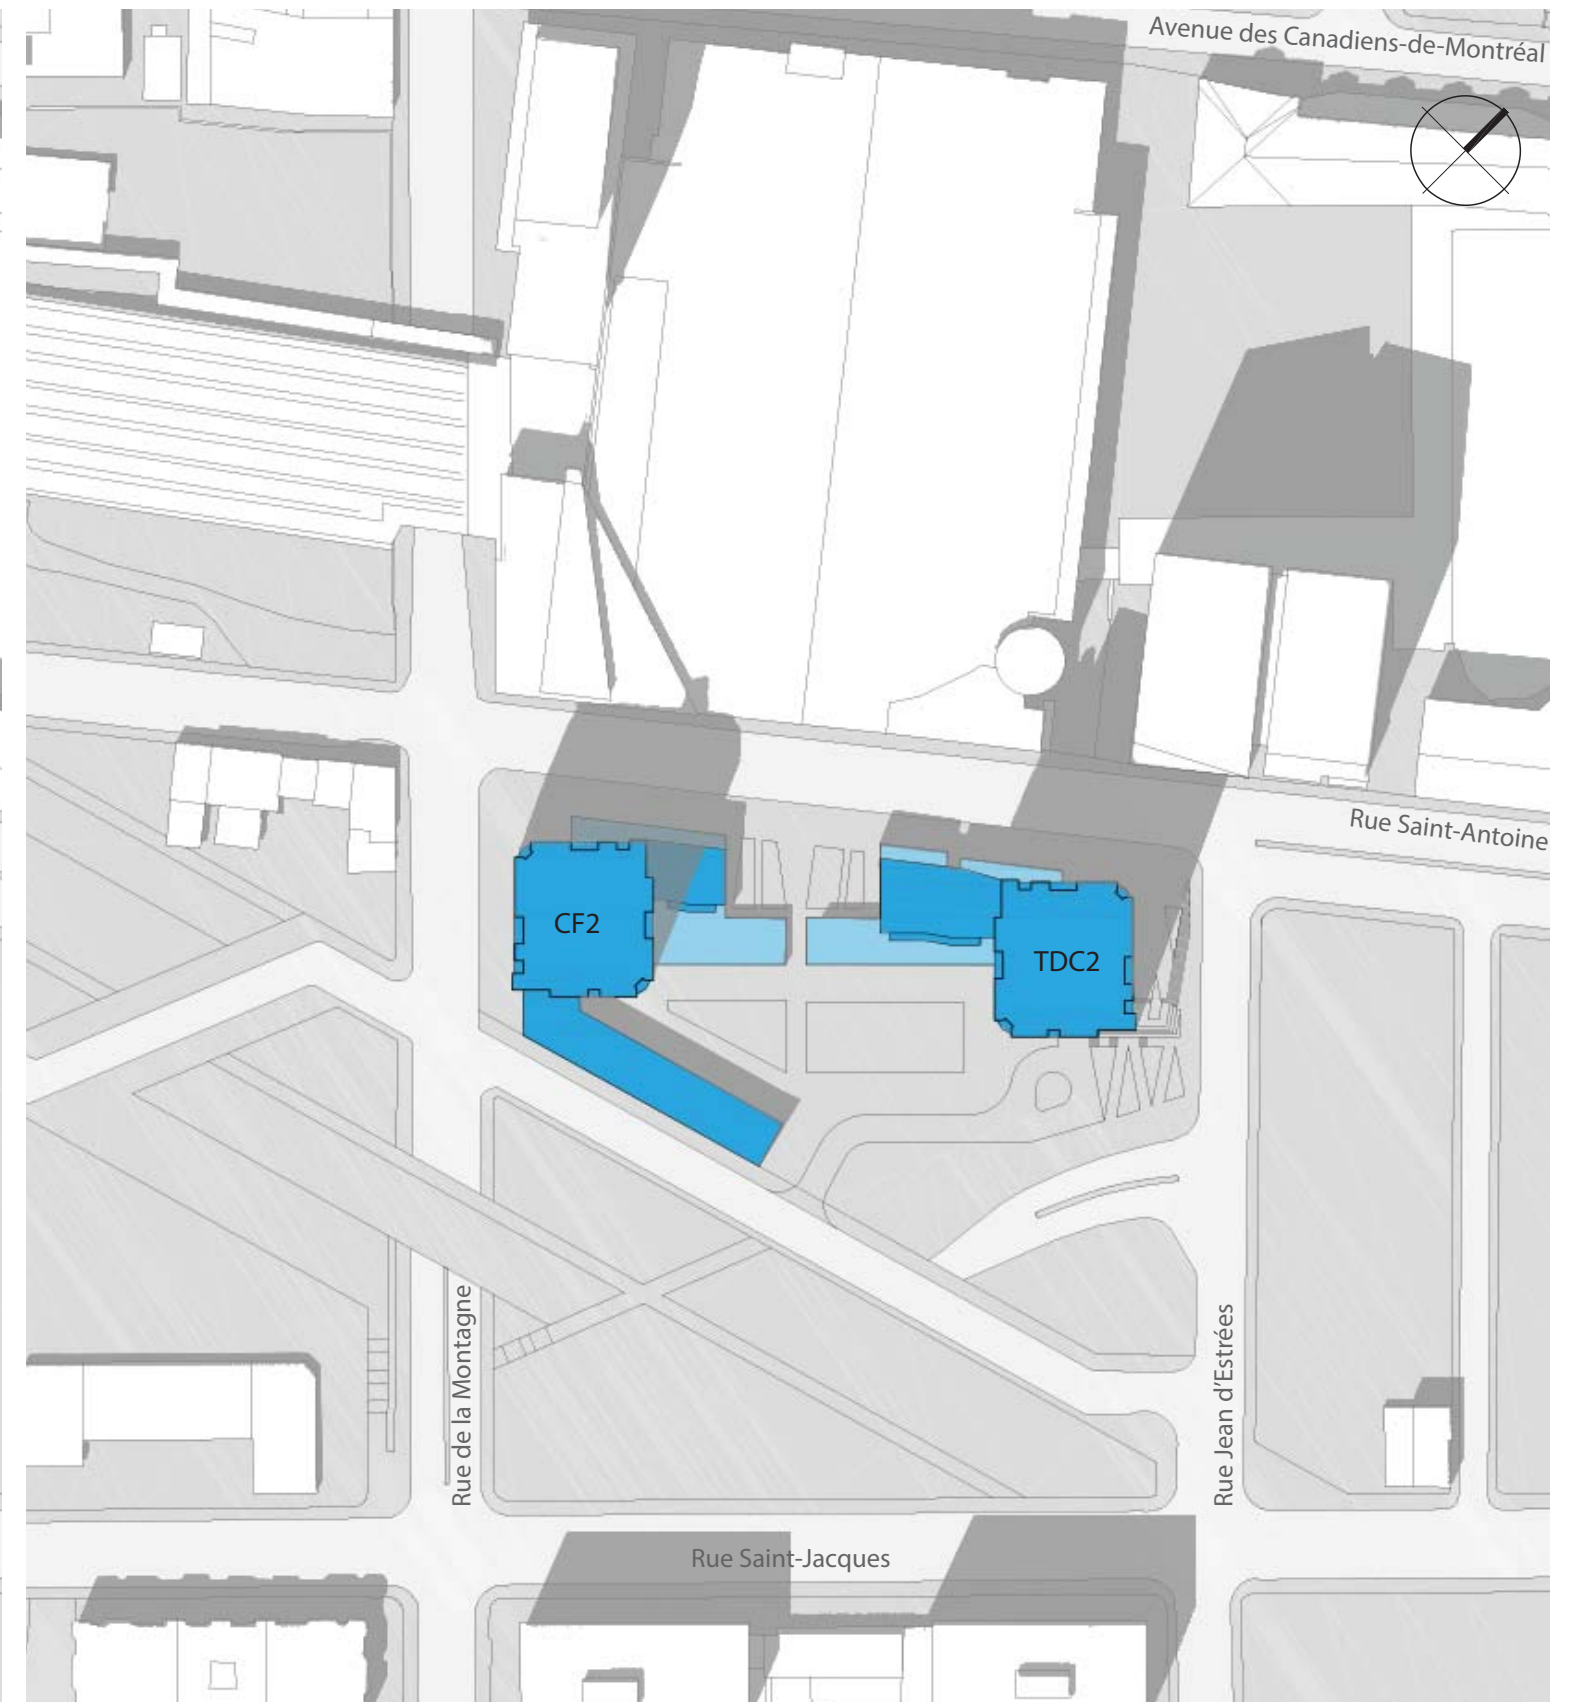 Avenue des Canadiens-de-Montréal
Rue Saint-Antoine
CF2
TDC2
Rue de la Montagne
Rue Jean d'Estrées
Rue Saint-Jacques